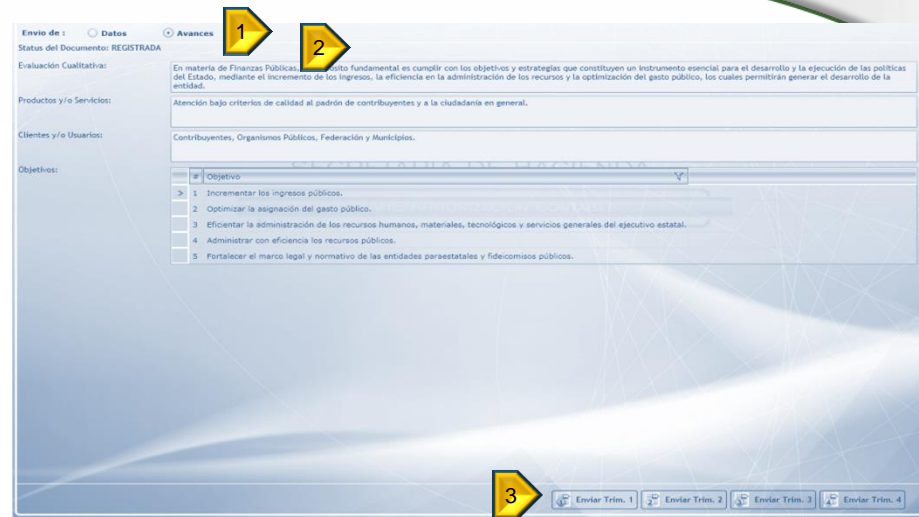 Envio de : Datos Avances 1
2
Status del Documento: REGISTRADA
Evaluación Cualitativa:
En materia de Finanzas Públicas, sito fundamental es cumplir con los objetivos y estrategias que constituyen un instrumento esencial para el desarrollo y la ejecución de las políticas
del Estado, mediante el incremento de los ingresos, la eficiencia en la administración de los recursos y la optimización del gasto público, los cuales permitirán generar el desarrollo de la
entidad.
Productos y/o Servicios:
Atención bajo criterios de calidad al padrón de contribuyentes y a la ciudadanía en general.
Clientes y/o Usuarios:
Contribuyentes, Organismos Públicos, Federación y Municipios.
SECRETARIA DE HACIENDA
Objetivos:
# Objetivo
> 1 Incrementar los ingresos públicos.
2 Optimizar la asignación del gasto público.
3 Eficientar la administración de los recursos humanos, materiales, tecnológicos y servicios generales del ejecutivo estatal.
4 Administrar con eficiencia los recursos públicos.
5 Fortalecer el marco legal y normativo de las entidades paraestatales y fideicomisos públicos.
3 Enviar Trim. 1 Enviar Trim. 2 Enviar Trim. 3 Enviar Trim. 4